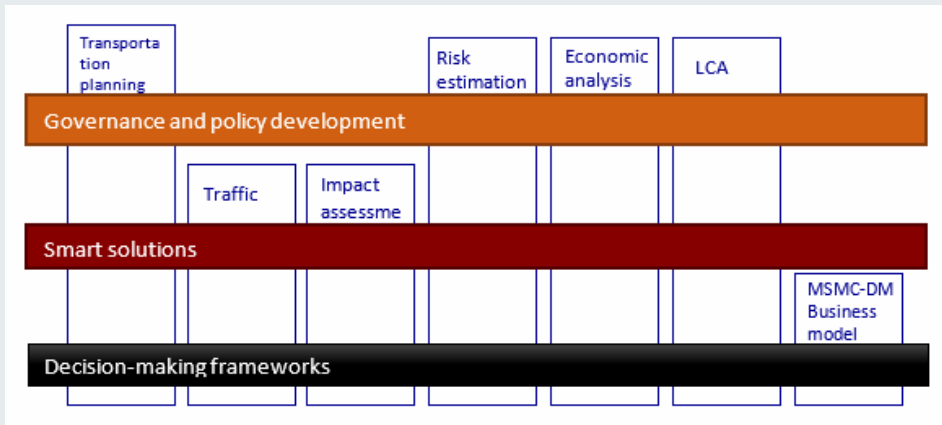 Transporta
tion
planning
Risk
estimation
Economic
analysis
LCA
Governance and policy development
Traffic
Impact
assessme
Smart solutions
MSMC-DM
Business
model
Decision-making frameworks